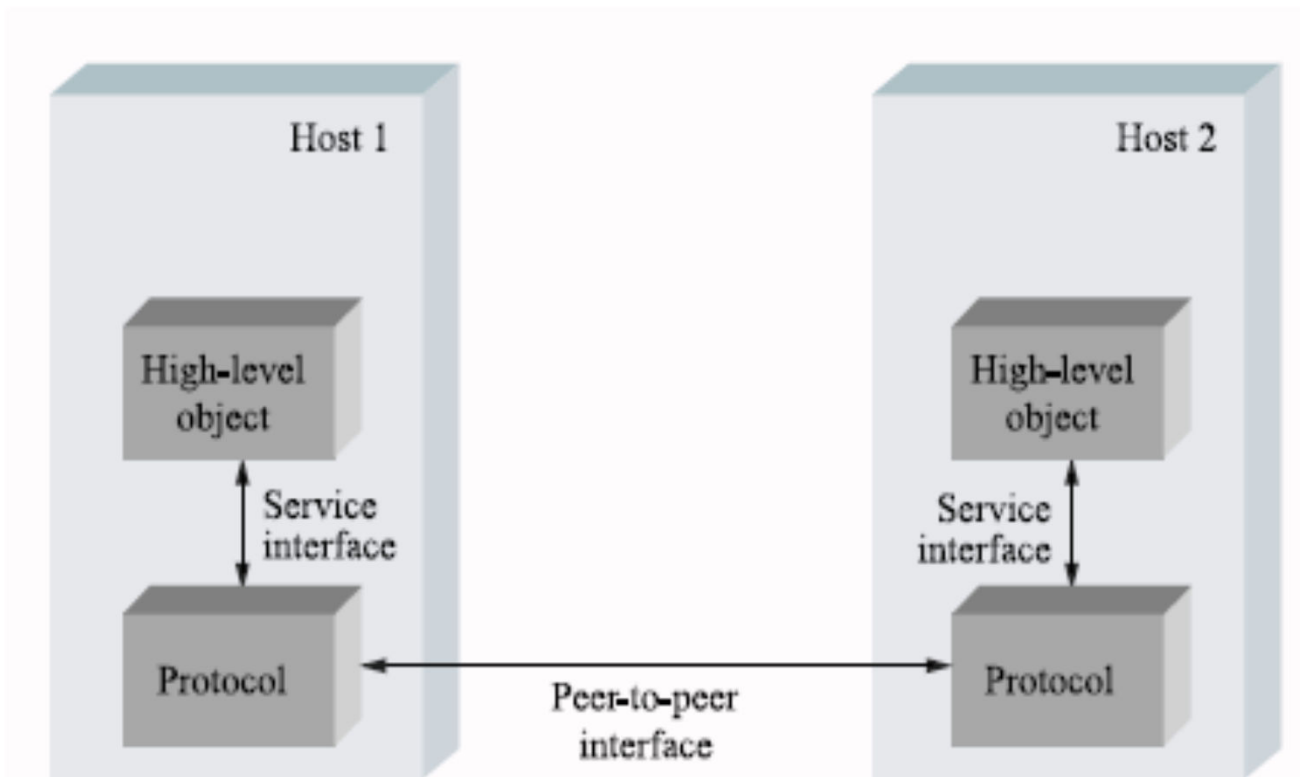 Host 1
Host 2
High-level
object
High-level
object
Service
interface
Service
interface
Protocol
Protocol
Peer-to-peer
interface